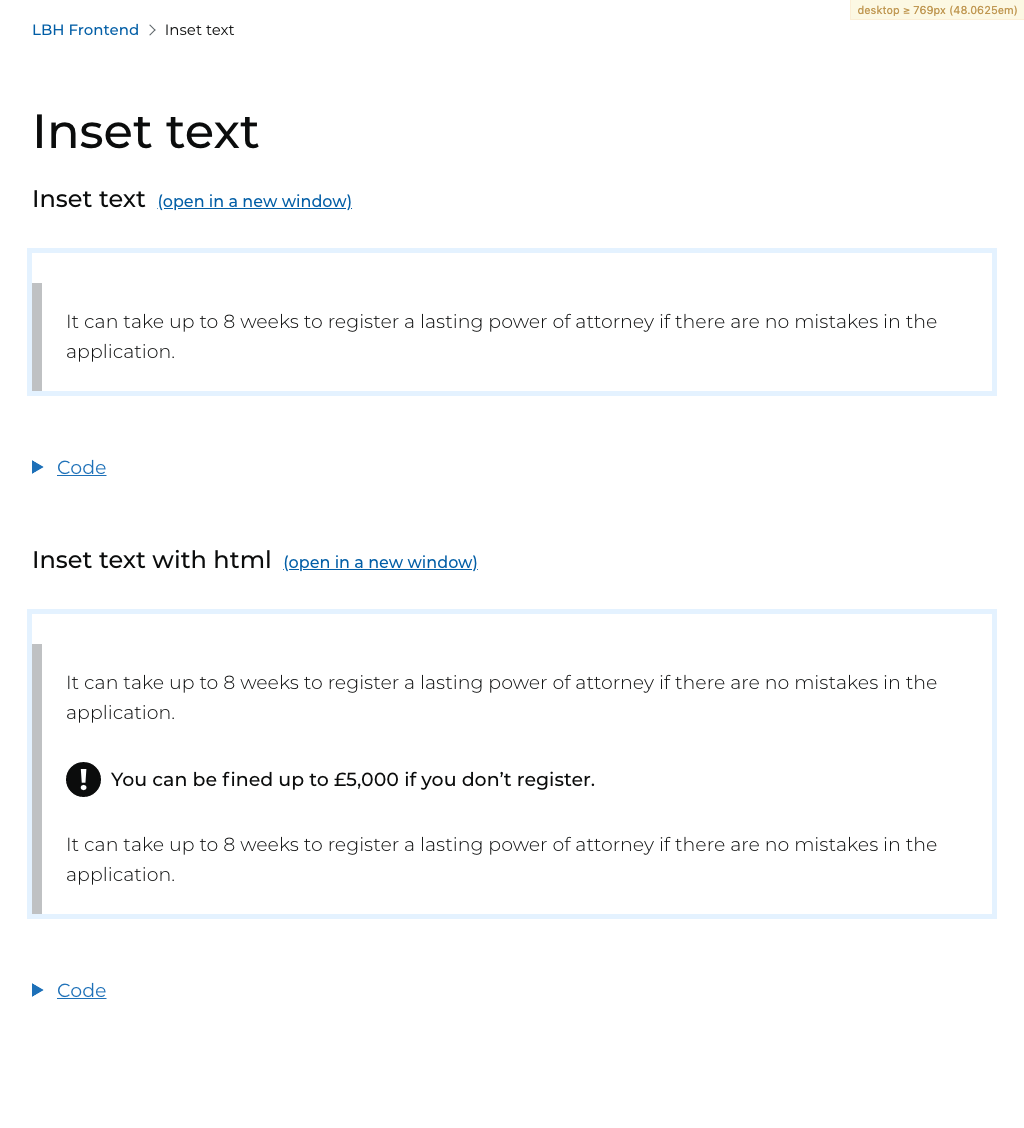 desktop ≥ 769px (48.0625em)
LBH Frontend > Inset text
Inset text
Inset text (open in a new window)
It can take up to 8 weeks to register a lasting power of attorney if there are no mistakes in the
application.
Code
Inset text with html (open in a new window)
It can take up to 8 weeks to register a lasting power of attorney if there are no mistakes in the
application.
! You can be fined up to £5,000 if you don’t register.
It can take up to 8 weeks to register a lasting power of attorney if there are no mistakes in the
application.
Code